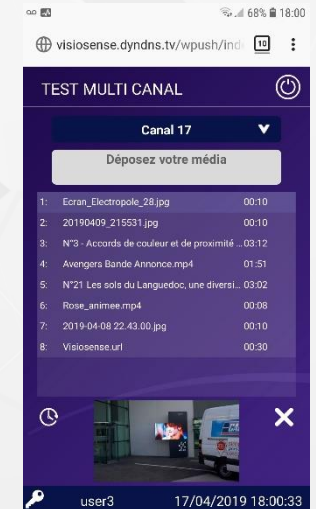 68% 18:00
visiosense.dyndns.tv/wpush/ind 10
TEST MULTI CANAL
Canal 17
Déposez votre média
1: Ecran_Electropole_28.jpg 00:10
2: 20190409_215531.jpg 00:10
3: N°3 - Accords de couleur et de proximité ... 03:12
4: Avengers Bande Annonce.mp4 01:51
5: N°21 Les sols du Languedoc, une diversi... 03:02
6: Rose_animee.mp4 00:08
7: 2019-04-08 22.43.00.jpg 00:10
8: Visiosense.url 00:30
user3 17/04/2019 18:00:33